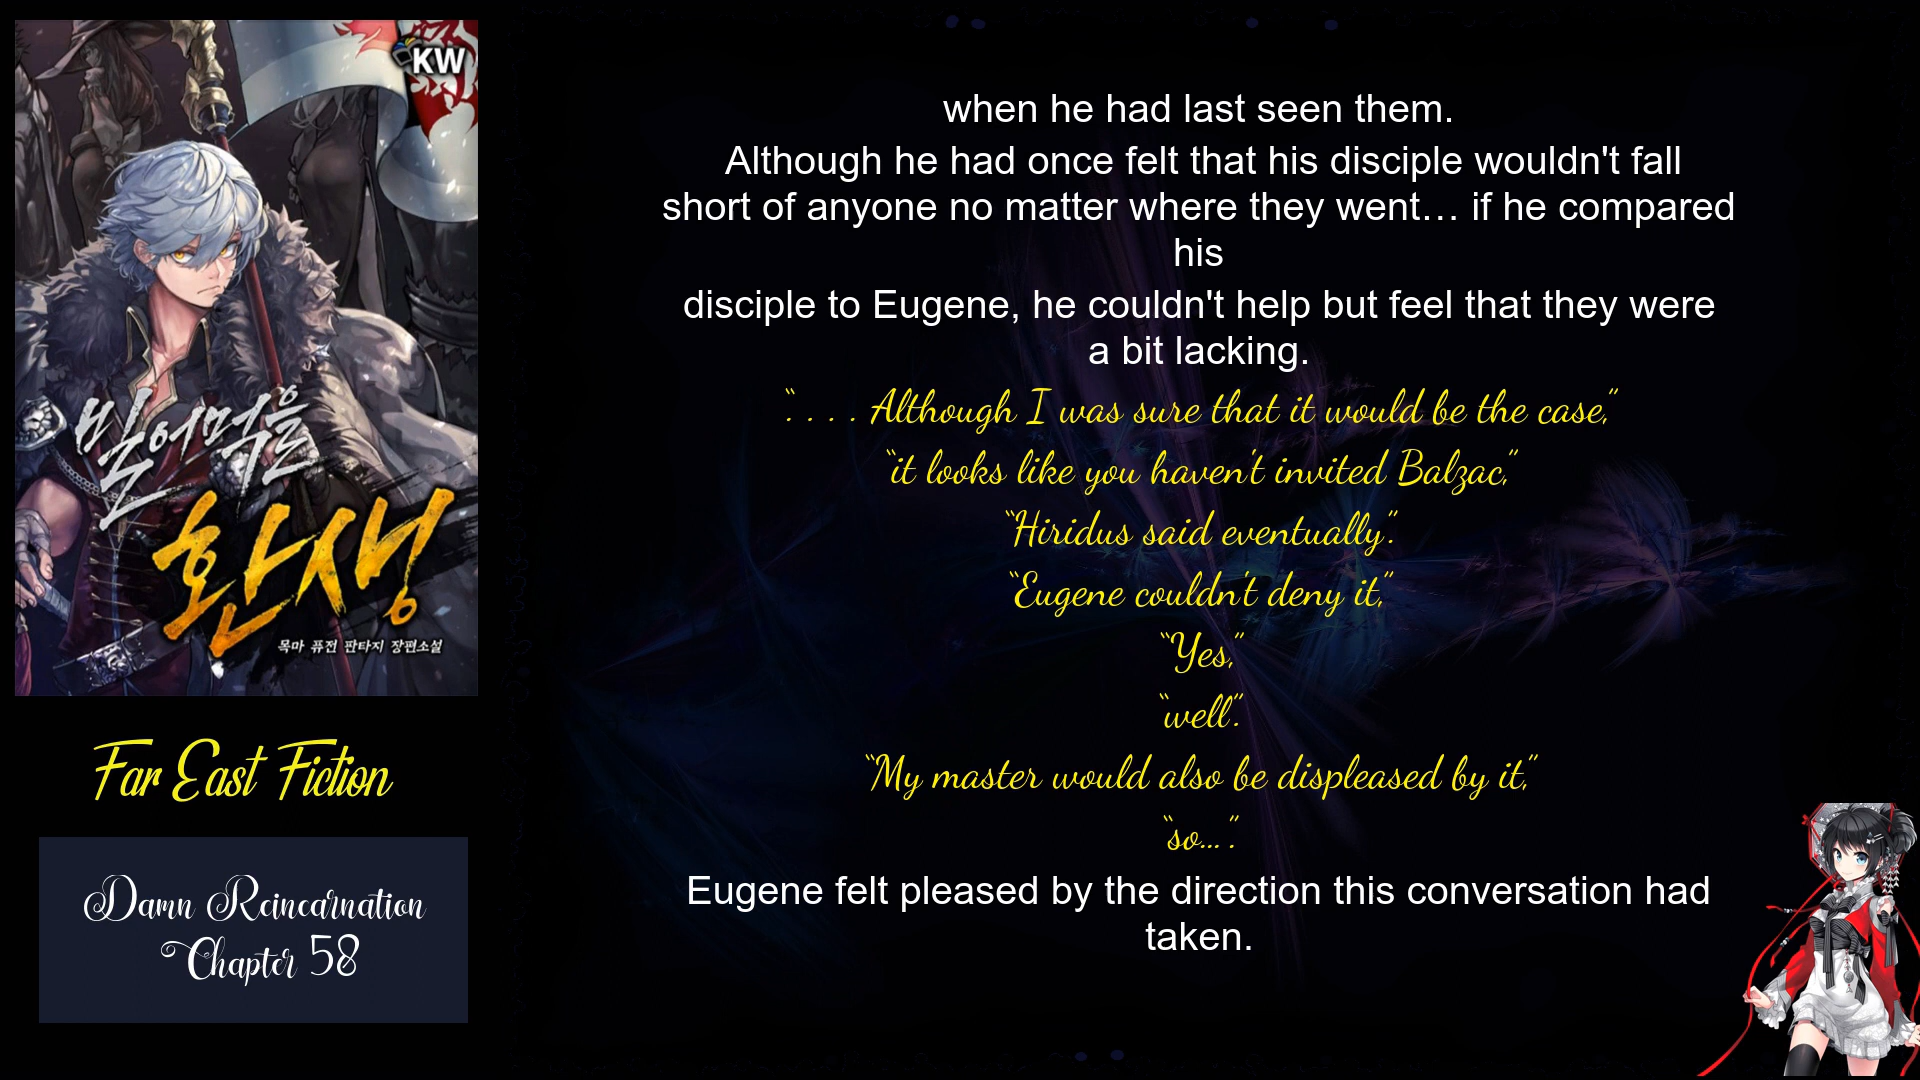 KW
빌어먹을
환생
목마 퓨전 판타지 장편소설
Far East Fiction
Damn Reincarnation
Chapter 58
when he had last seen them.
Although he had once felt that his disciple wouldn't fall
short of anyone no matter where they went… if he compared
his
disciple to Eugene, he couldn't help but feel that they were
a bit lacking.
“. . . . Although I was sure that it would be the case,”
“it looks like you haven't invited Balzac,”
“Hiridus said eventually”.
“Eugene couldn't deny it,”
“Yes,”
“well”.
“My master would also be displeased by it,”
“so…”.
Eugene felt pleased by the direction this conversation had
taken.